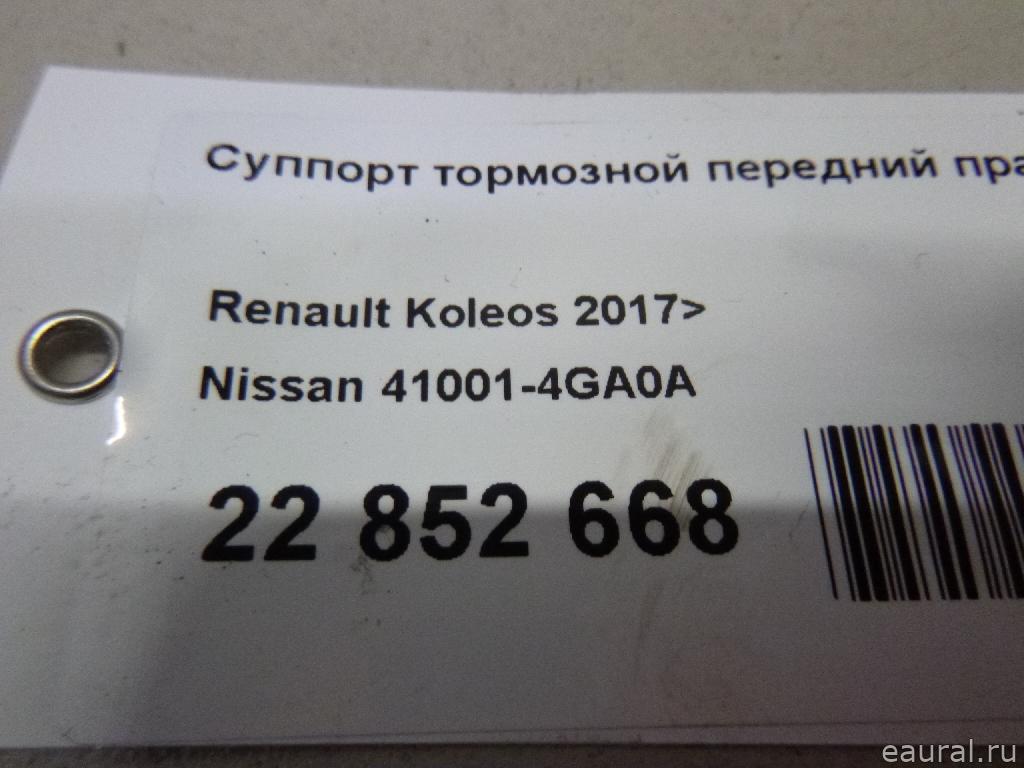 Суппорт тормозной передний пра
Renault Koleos 2017>
Nissan 41001-4GA0A
22 852 668
eaural.ru